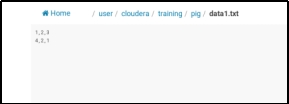 Home / user / cloudera / training / pig / data1.txt
1,2,3
4,2,1